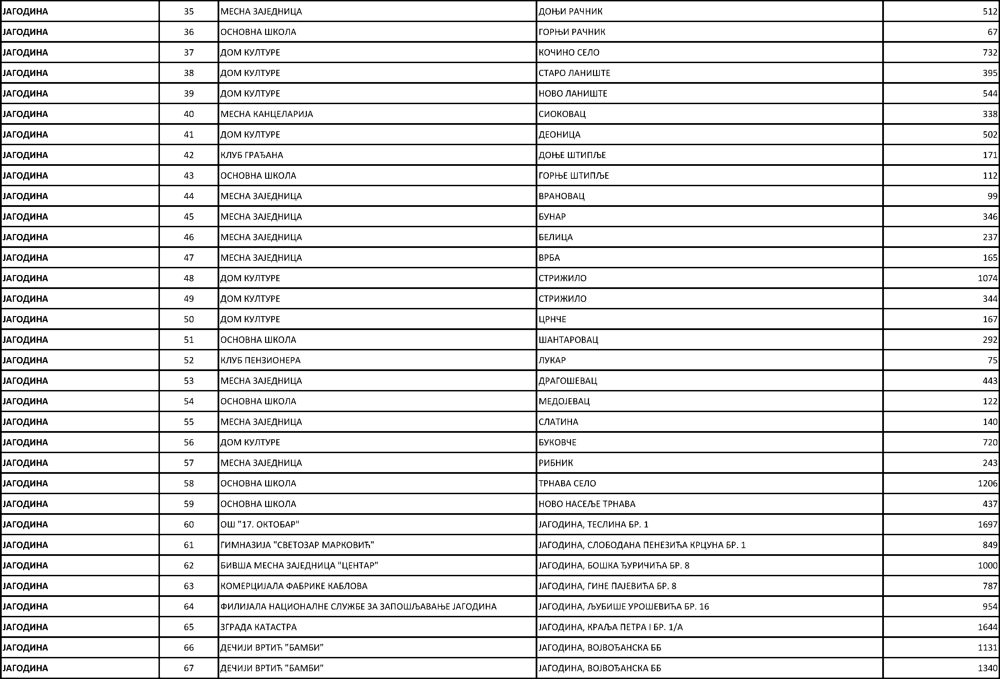 ЈАГОДИНА 35 МЕСНА ЗАЈЕДНИЦА ДОЊИ РАЧНИК 512
ЈАГОДИНА 36 ОСНОВНА ШКОЛА ГОРЊИ РАЧНИК 67
ЈАГОДИНА 37 ДОМ КУЛТУРЕ КОЧИНО СЕЛО 732
ЈАГОДИНА 38 ДОМ КУЛТУРЕ СТАРО ЛАНИШТЕ 395
ЈАГОДИНА 39 ДОМ КУЛТУРЕ НОВО ЛАНИШТЕ 544
ЈАГОДИНА 40 МЕСНА КАНЦЕЛАРИЈА СИОКОВАЦ 338
ЈАГОДИНА 41 ДОМ КУЛТУРЕ ДЕОНИЦА 502
ЈАГОДИНА 42 КЛУБ ГРАЂАНА ДОЊЕ ШТИПЉЕ 171
ЈАГОДИНА 43 ОСНОВНА ШКОЛА ГОРЊЕ ШТИПЉЕ 112
ЈАГОДИНА 44 МЕСНА ЗАЈЕДНИЦА ВРАНОВАЦ 99
ЈАГОДИНА 45 МЕСНА ЗАЈЕДНИЦА БУНАР 346
ЈАГОДИНА 46 МЕСНА ЗАЈЕДНИЦА БЕЛИЦА 237
ЈАГОДИНА 47 МЕСНА ЗАЈЕДНИЦА ВРБА 165
ЈАГОДИНА 48 ДОМ КУЛТУРЕ СТРИЖИЛО 1074
ЈАГОДИНА 49 ДОМ КУЛТУРЕ СТРИЖИЛО 344
ЈАГОДИНА 50 ДОМ КУЛТУРЕ ЦРНЧЕ 167
ЈАГОДИНА 51 ОСНОВНА ШКОЛА ШАНТАРОВАЦ 292
ЈАГОДИНА 52 КЛУБ ПЕНЗИОНЕРА ЛУКАР 75
ЈАГОДИНА 53 МЕСНА ЗАЈЕДНИЦА ДРАГОШЕВАЦ 443
ЈАГОДИНА 54 ОСНОВНА ШКОЛА МЕДОЈЕВАЦ 122
ЈАГОДИНА 55 МЕСНА ЗАЈЕДНИЦА СЛАТИНА 140
ЈАГОДИНА 56 ДОМ КУЛТУРЕ БУКОВЧЕ 720
ЈАГОДИНА 57 МЕСНА ЗАЈЕДНИЦА РИБНИК 243
ЈАГОДИНА 58 ОСНОВНА ШКОЛА ТРНАВА СЕЛО 1206
ЈАГОДИНА 59 ОСНОВНА ШКОЛА НОВО НАСЕЉЕ ТРНАВА 437
ЈАГОДИНА 60 ОШ "17. ОКТОБАР" ЈАГОДИНА, ТЕСЛИНА БР. 1 1697
ЈАГОДИНА 61 ГИМНАЗИЈА "СВЕТОЗАР МАРКОВИЋ" ЈАГОДИНА, СЛОБОДАНА ПЕНЕЗИЋА КРЦУНА БР. 1 849
ЈАГОДИНА 62 БИВША МЕСНА ЗАЈЕДНИЦА "ЦЕНТАР" ЈАГОДИНА, БОШКА ЂУРИЧИЋА БР. 8 1000
ЈАГОДИНА 63 КОМЕРЦИЈАЛА ФАБРИКЕ КАБЛОВА ЈАГОДИНА, ГИНЕ ПАЈЕВИЋА БР. 8 787
ЈАГОДИНА 64 ФИЛИЈАЛА НАЦИОНАЛНЕ СЛУЖБЕ ЗА ЗАПОШЉАВАЊЕ ЈАГОДИНА ЈАГОДИНА, ЉУБИШЕ УРОШЕВИЋА БР. 16 954
ЈАГОДИНА 65 ЗГРАДА КАТАСТРА ЈАГОДИНА, КРАЉА ПЕТРА I БР. 1/А 1644
ЈАГОДИНА 66 ДЕЧИЈИ ВРТИЋ "БАМБИ" ЈАГОДИНА, ВОЈВОЂАНСКА ББ 1131
ЈАГОДИНА 67 ДЕЧИЈИ ВРТИЋ "БАМБИ" ЈАГОДИНА, ВОЈВОЂАНСКА ББ 1340